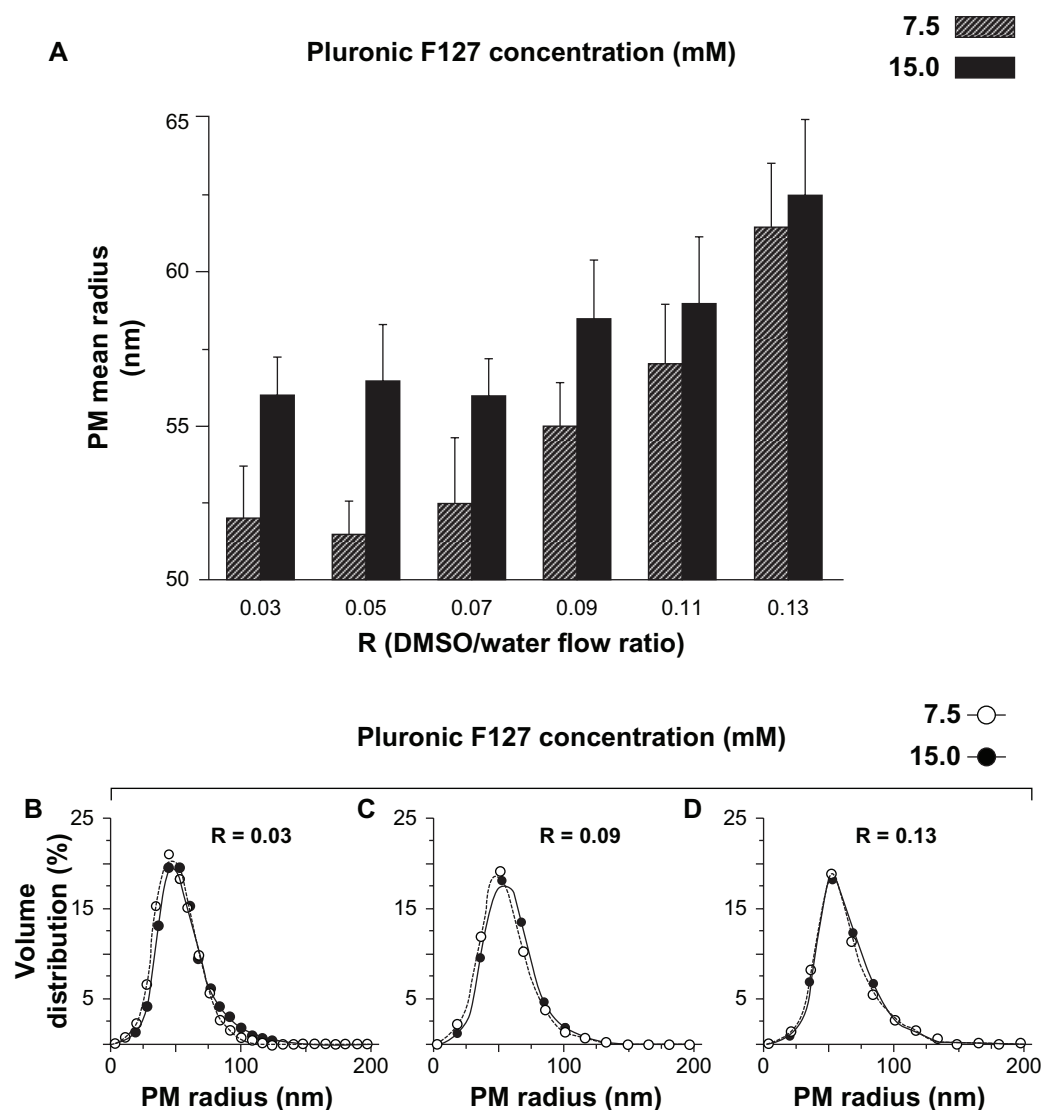 A
Pluronic F127 concentration (mM)
7.5
15.0
PM mean radius
(nm)
65
60
55
50
0.03 0.05 0.07 0.09 0.11 0.13
R (DMSO/water flow ratio)
Pluronic F127 concentration (mM)
7.5
15.0
B
R = 0.03
Volume
distribution (%)
25
15
5
0 100 200
PM radius (nm)
C
R = 0.09
25
15
5
0 100 200
PM radius (nm)
D
R = 0.13
25
15
5
0 100 200
PM radius (nm)